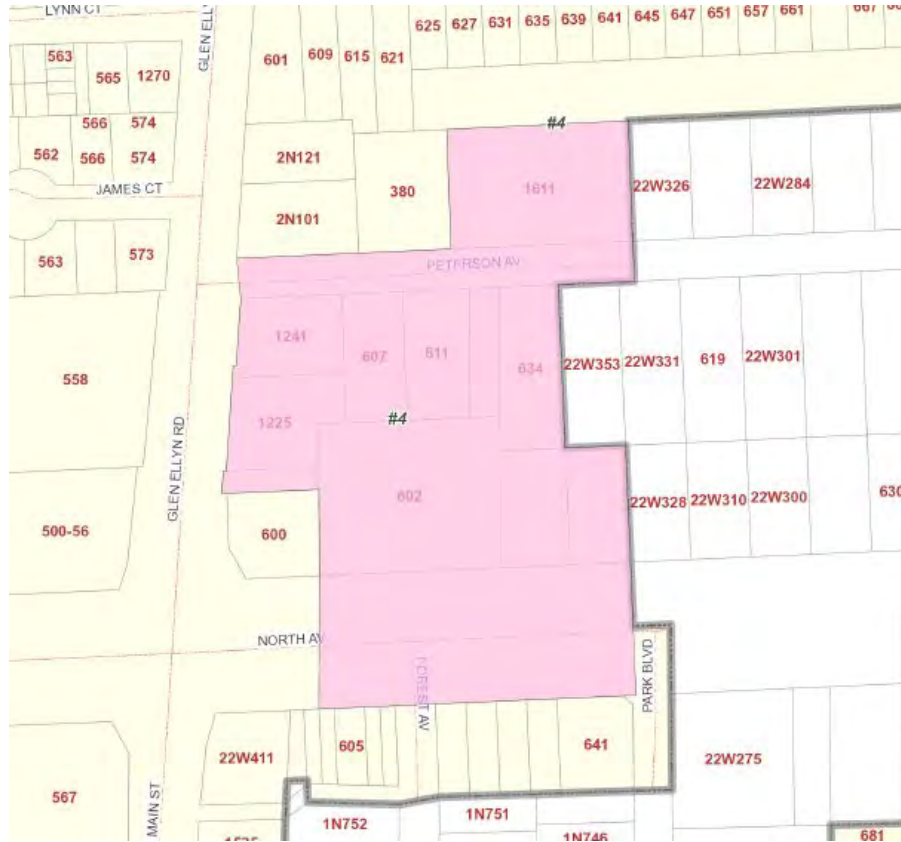 LYNN CT
GLEN ELLY
625 627 631 635 639 641 645 647 651 657 661 667
601 609 615 621
563
565 1270
566 574
562 566 574
JAMES CT
563 573
2N121
380
2N101
#4
1611
22W326 22W284
PETERSON AV
1241
607 611
634
22W353 22W331 619 22W301
558
1225
#4
602
GLEN ELLYN RD
500-56
600
22W328 22W310 22W300
630
NORTH AV
FOREST AV
PARK BLVD
22W411
605
641
22W275
567
MAIN ST
1N752
1N751
1N746
681